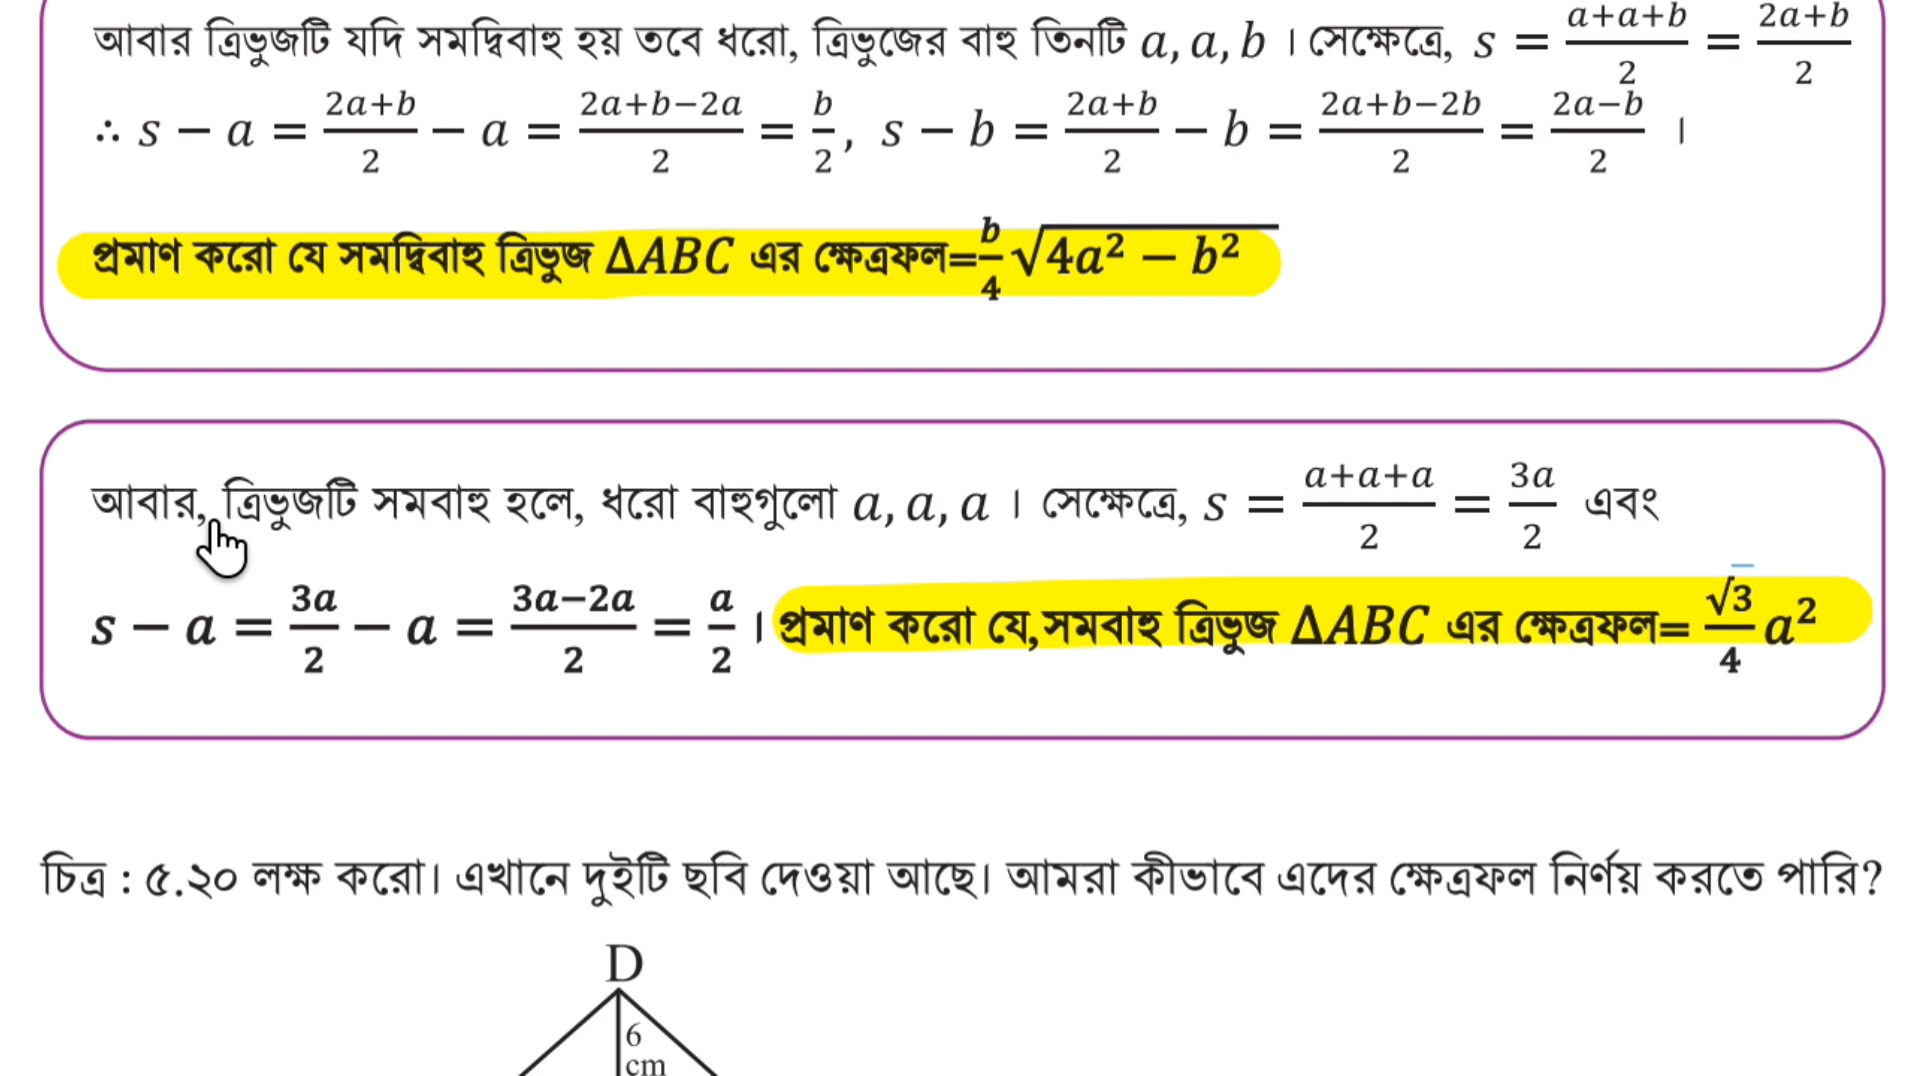 আবার ত্রিভুজটি যদি সমদ্বিবাহু হয় তবে ধরো, ত্রিভুজের বাহু তিনটি a, a, b । সেক্ষেত্রে, s = (a+a+b)/2 = (2a+b)/2
∴ s − a = (2a+b)/2 − a = (2a+b−2a)/2 = b/2, s − b = (2a+b)/2 − b = (2a+b−2b)/2 = (2a−b)/2 ।
প্রমাণ করো যে সমদ্বিবাহু ত্রিভুজ ΔABC এর ক্ষেত্রফল= b/4 √(4a² − b²)
আবার, ত্রিভুজটি সমবাহু হলে, ধরো বাহুগুলো a, a, a । সেক্ষেত্রে, s = (a+a+a)/2 = 3a/2 এবং
s − a = 3a/2 − a = (3a−2a)/2 = a/2 । প্রমাণ করো যে,সমবাহু ত্রিভুজ ΔABC এর ক্ষেত্রফল= √3/4 a²
চিত্র : ৫.২০ লক্ষ করো। এখানে দুইটি ছবি দেওয়া আছে। আমরা কীভাবে এদের ক্ষেত্রফল নির্ণয় করতে পারি?
D
6
cm